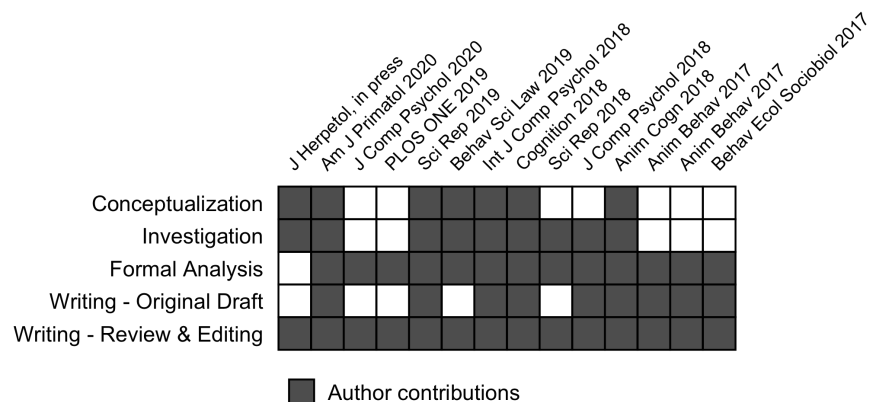 J Herpetol, in press
Am J Primatol 2020
J Comp Psychol 2020
PLOS ONE 2019
Sci Rep 2019
Behav Sci Law 2019
Int J Comp Psychol 2018
Cognition 2018
Sci Rep 2018
J Comp Psychol 2018
Anim Cogn 2018
Anim Behav 2017
Anim Behav 2017
Behav Ecol Sociobiol 2017
Conceptualization
Investigation
Formal Analysis
Writing - Original Draft
Writing - Review & Editing
Author contributions